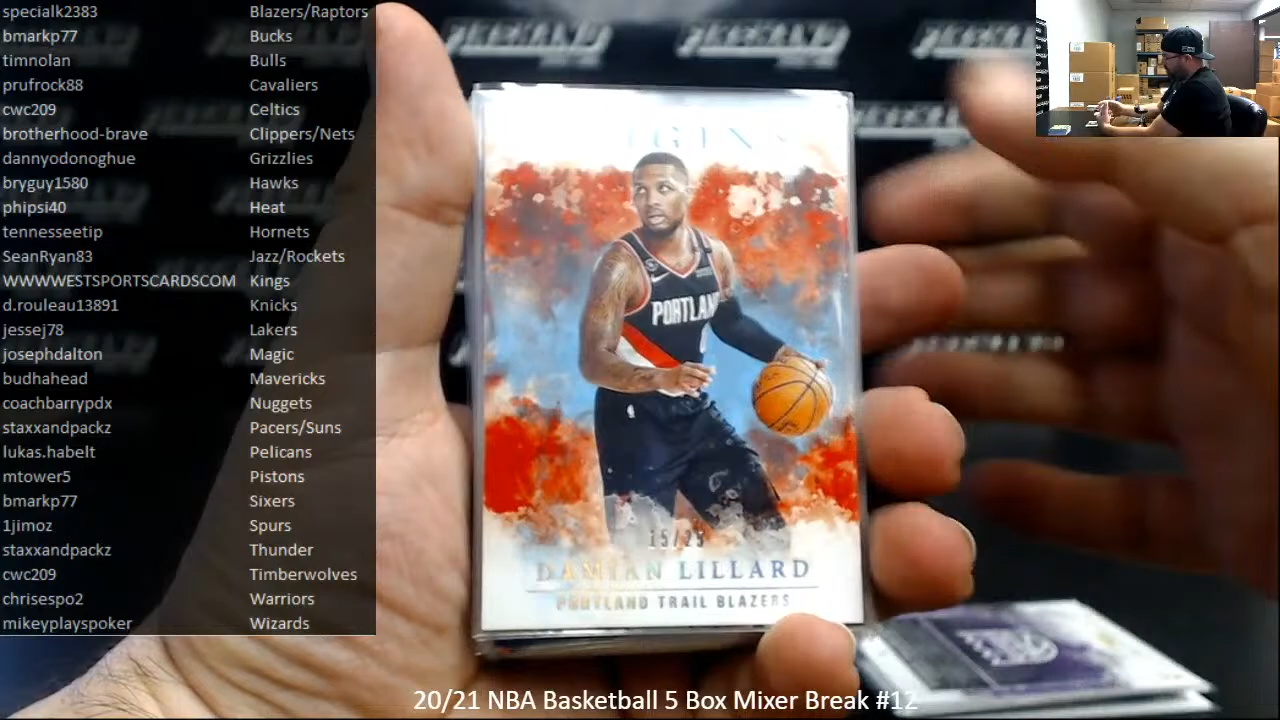 specialk2383 Blazers/Raptors
bmarkp77 Bucks
timnolan Bulls
prufrock88 Cavaliers
cwc209 Celtics
brotherhood-brave Clippers/Nets
dannyodonoghue Grizzlies
bryguy1580 Hawks
phipsi40 Heat
tennesseetip Hornets
SeanRyan83 Jazz/Rockets
WWWWESTSPORTSCARDSCOM Kings
d.rouleau13891 Knicks
jessej78 Lakers
josephdalton Magic
budhahead Mavericks
coachbarrypdx Nuggets
staxxandpackz Pacers/Suns
lukas.habelt Pelicans
mtower5 Pistons
bmarkp77 Sixers
1jimoz Spurs
staxxandpackz Thunder
cwc209 Timberwolves
chrisespo2 Warriors
mikeyplayspoker Wizards
PORTLAN
15/25
DAMIAN LILLARD
PORTLAND TRAIL BLAZERS
20/21 NBA Basketball 5 Box Mixer Break #12